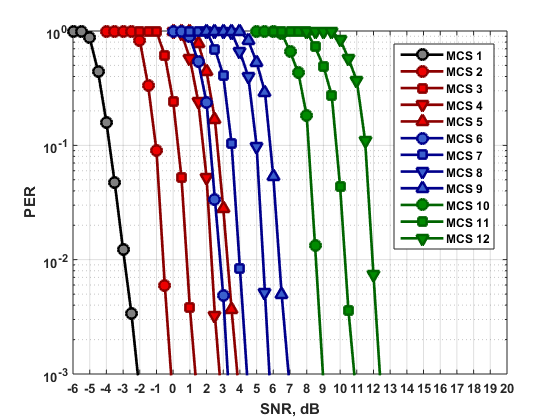 10^0
10^-1
10^-2
10^-3
PER
-6 -5 -4 -3 -2 -1 0 1 2 3 4 5 6 7 8 9 10 11 12 13 14 15 16 17 18 19 20
SNR, dB
MCS 1
MCS 2
MCS 3
MCS 4
MCS 5
MCS 6
MCS 7
MCS 8
MCS 9
MCS 10
MCS 11
MCS 12